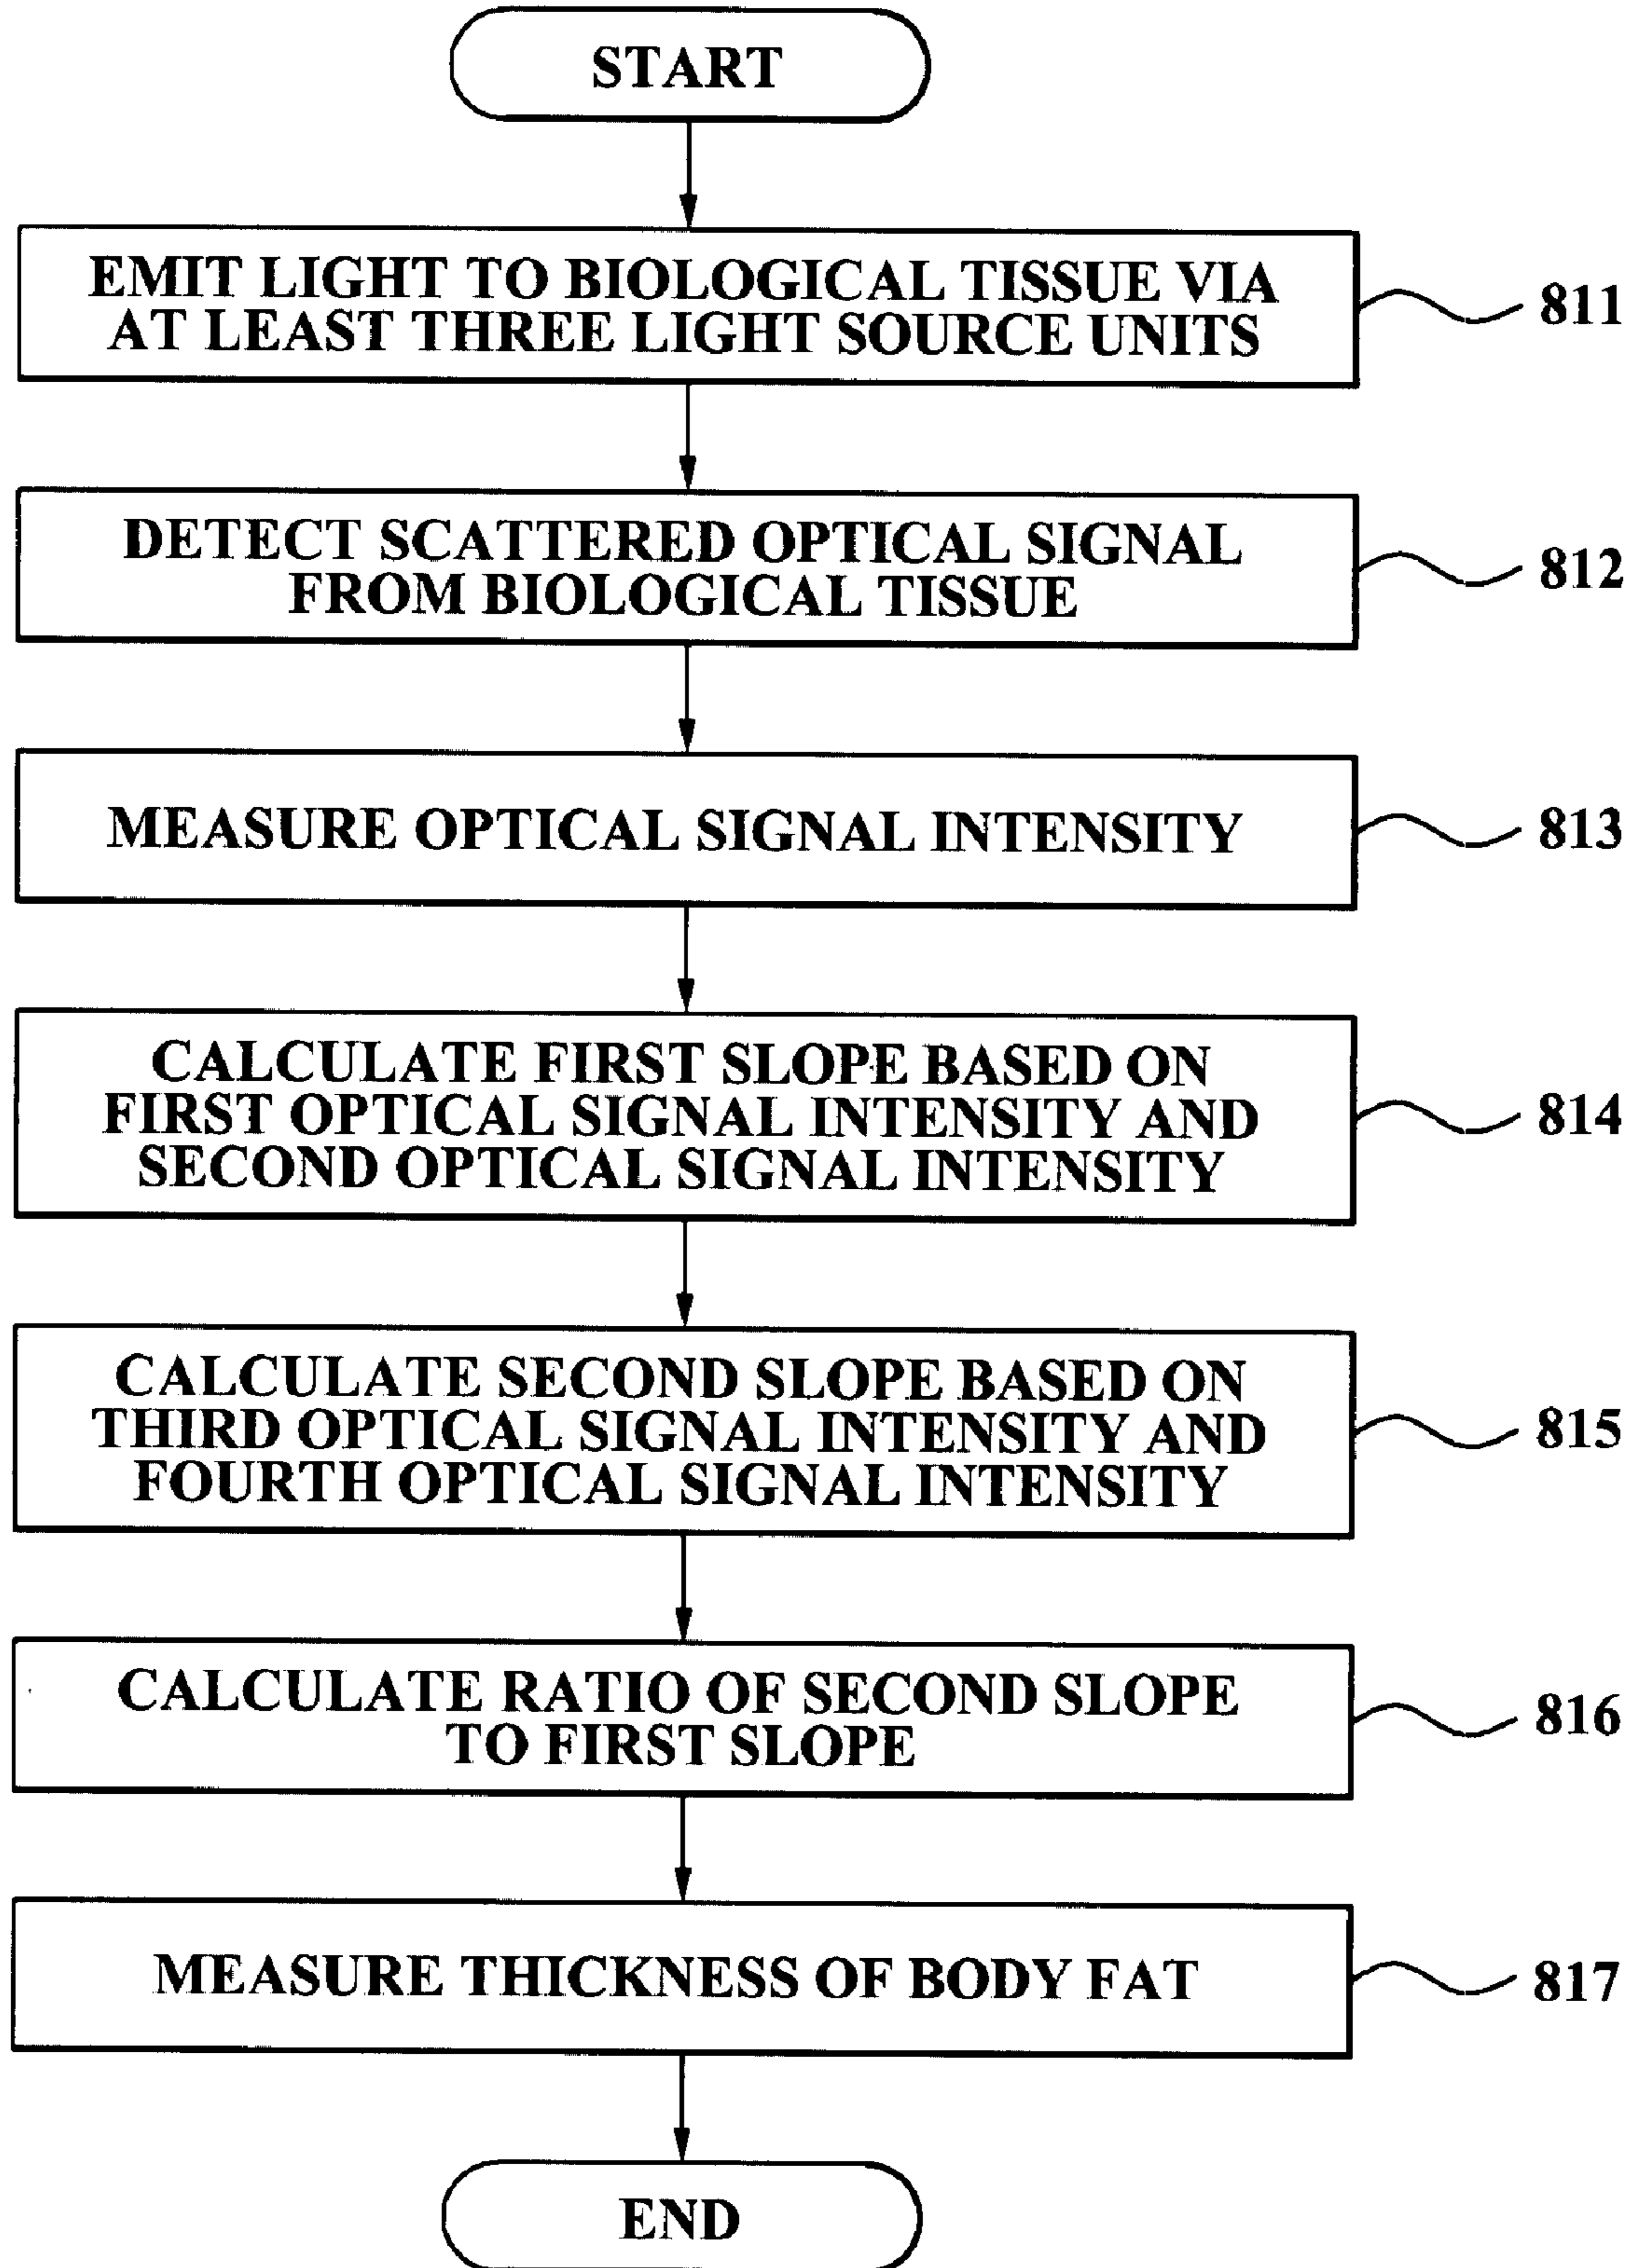 START
EMIT LIGHT TO BIOLOGICAL TISSUE VIA
AT LEAST THREE LIGHT SOURCE UNITS
811
DETECT SCATTERED OPTICAL SIGNAL
FROM BIOLOGICAL TISSUE
812
MEASURE OPTICAL SIGNAL INTENSITY
813
CALCULATE FIRST SLOPE BASED ON
FIRST OPTICAL SIGNAL INTENSITY AND
SECOND OPTICAL SIGNAL INTENSITY
814
CALCULATE SECOND SLOPE BASED ON
THIRD OPTICAL SIGNAL INTENSITY AND
FOURTH OPTICAL SIGNAL INTENSITY
815
CALCULATE RATIO OF SECOND SLOPE
TO FIRST SLOPE
816
MEASURE THICKNESS OF BODY FAT
817
END